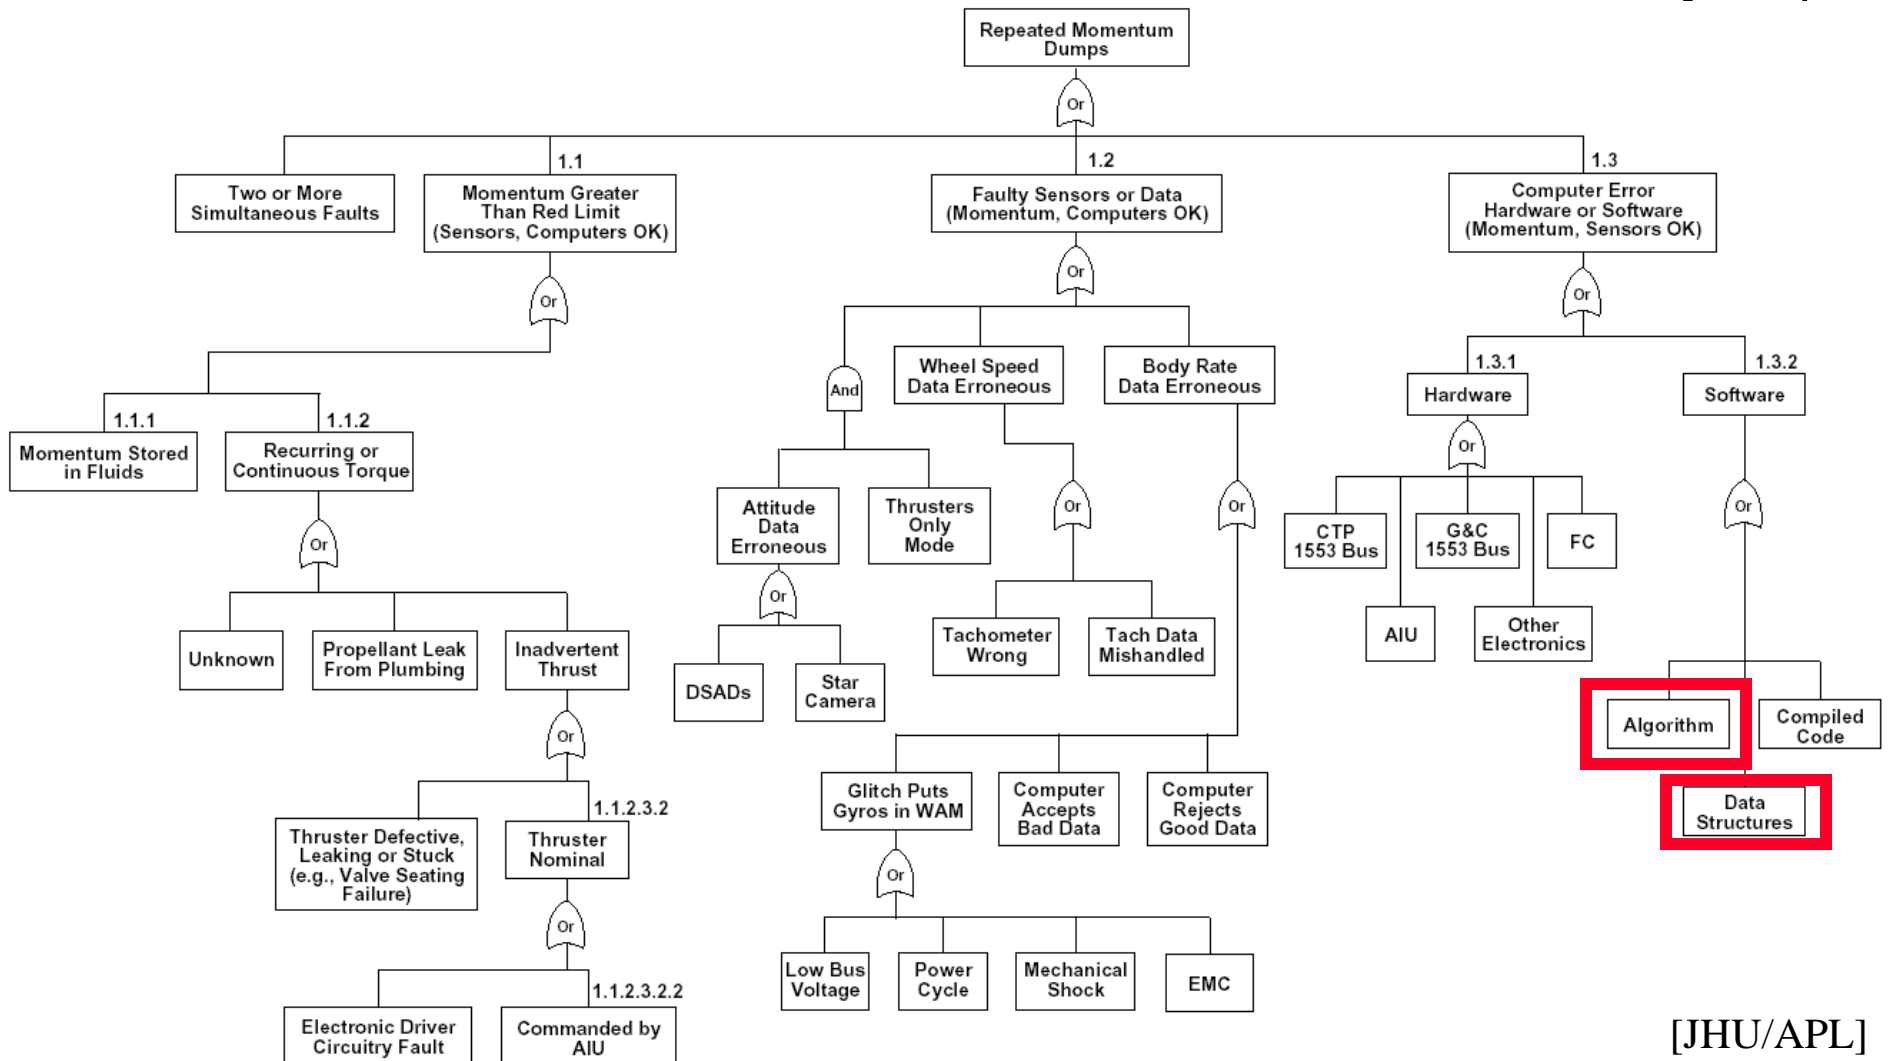 Repeated Momentum
Dumps
Or
1.1
1.2
1.3
Two or More
Simultaneous Faults
Momentum Greater
Than Red Limit
(Sensors, Computers OK)
Faulty Sensors or Data
(Momentum, Computers OK)
Computer Error
Hardware or Software
(Momentum, Sensors OK)
Or
Or
Or
1.1.1
1.1.2
Momentum Stored
in Fluids
Recurring or
Continuous Torque
And
Wheel Speed
Data Erroneous
Body Rate
Data Erroneous
1.3.1
1.3.2
Hardware
Software
Or
Or
Attitude
Data
Erroneous
Thrusters
Only
Mode
Or
Or
Or
CTP
1553 Bus
G&C
1553 Bus
FC
AIU
Other
Electronics
Unknown
Propellant Leak
From Plumbing
Inadvertent
Thrust
Or
DSADs
Star
Camera
Tachometer
Wrong
Tach Data
Mishandled
Algorithm
Compiled
Code
Data
Structures
Or
Glitch Puts
Gyros in WAM
Computer
Accepts
Bad Data
Computer
Rejects
Good Data
1.1.2.3.2
Thruster Defective,
Leaking or Stuck
(e.g., Valve Seating
Failure)
Thruster
Nominal
Or
Or
Low Bus
Voltage
Power
Cycle
Mechanical
Shock
EMC
1.1.2.3.2.2
Electronic Driver
Circuitry Fault
Commanded by
AIU
[JHU/APL]